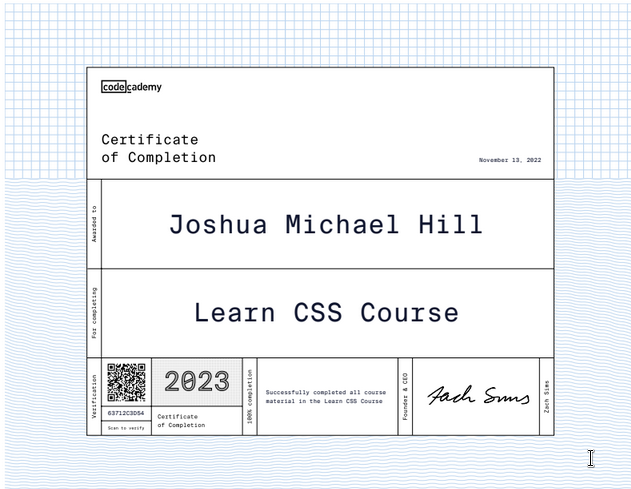 codecademy
Certificate
of Completion
November 13, 2022
Awarded to
Joshua Michael Hill
For completing
Learn CSS Course
Verification
63712C3D54
Scan to verify
2023
Certificate
of Completion
100% completion
Successfully completed all course
material in the Learn CSS Course
Founder & CEO
Zach Sims
Zach Sims